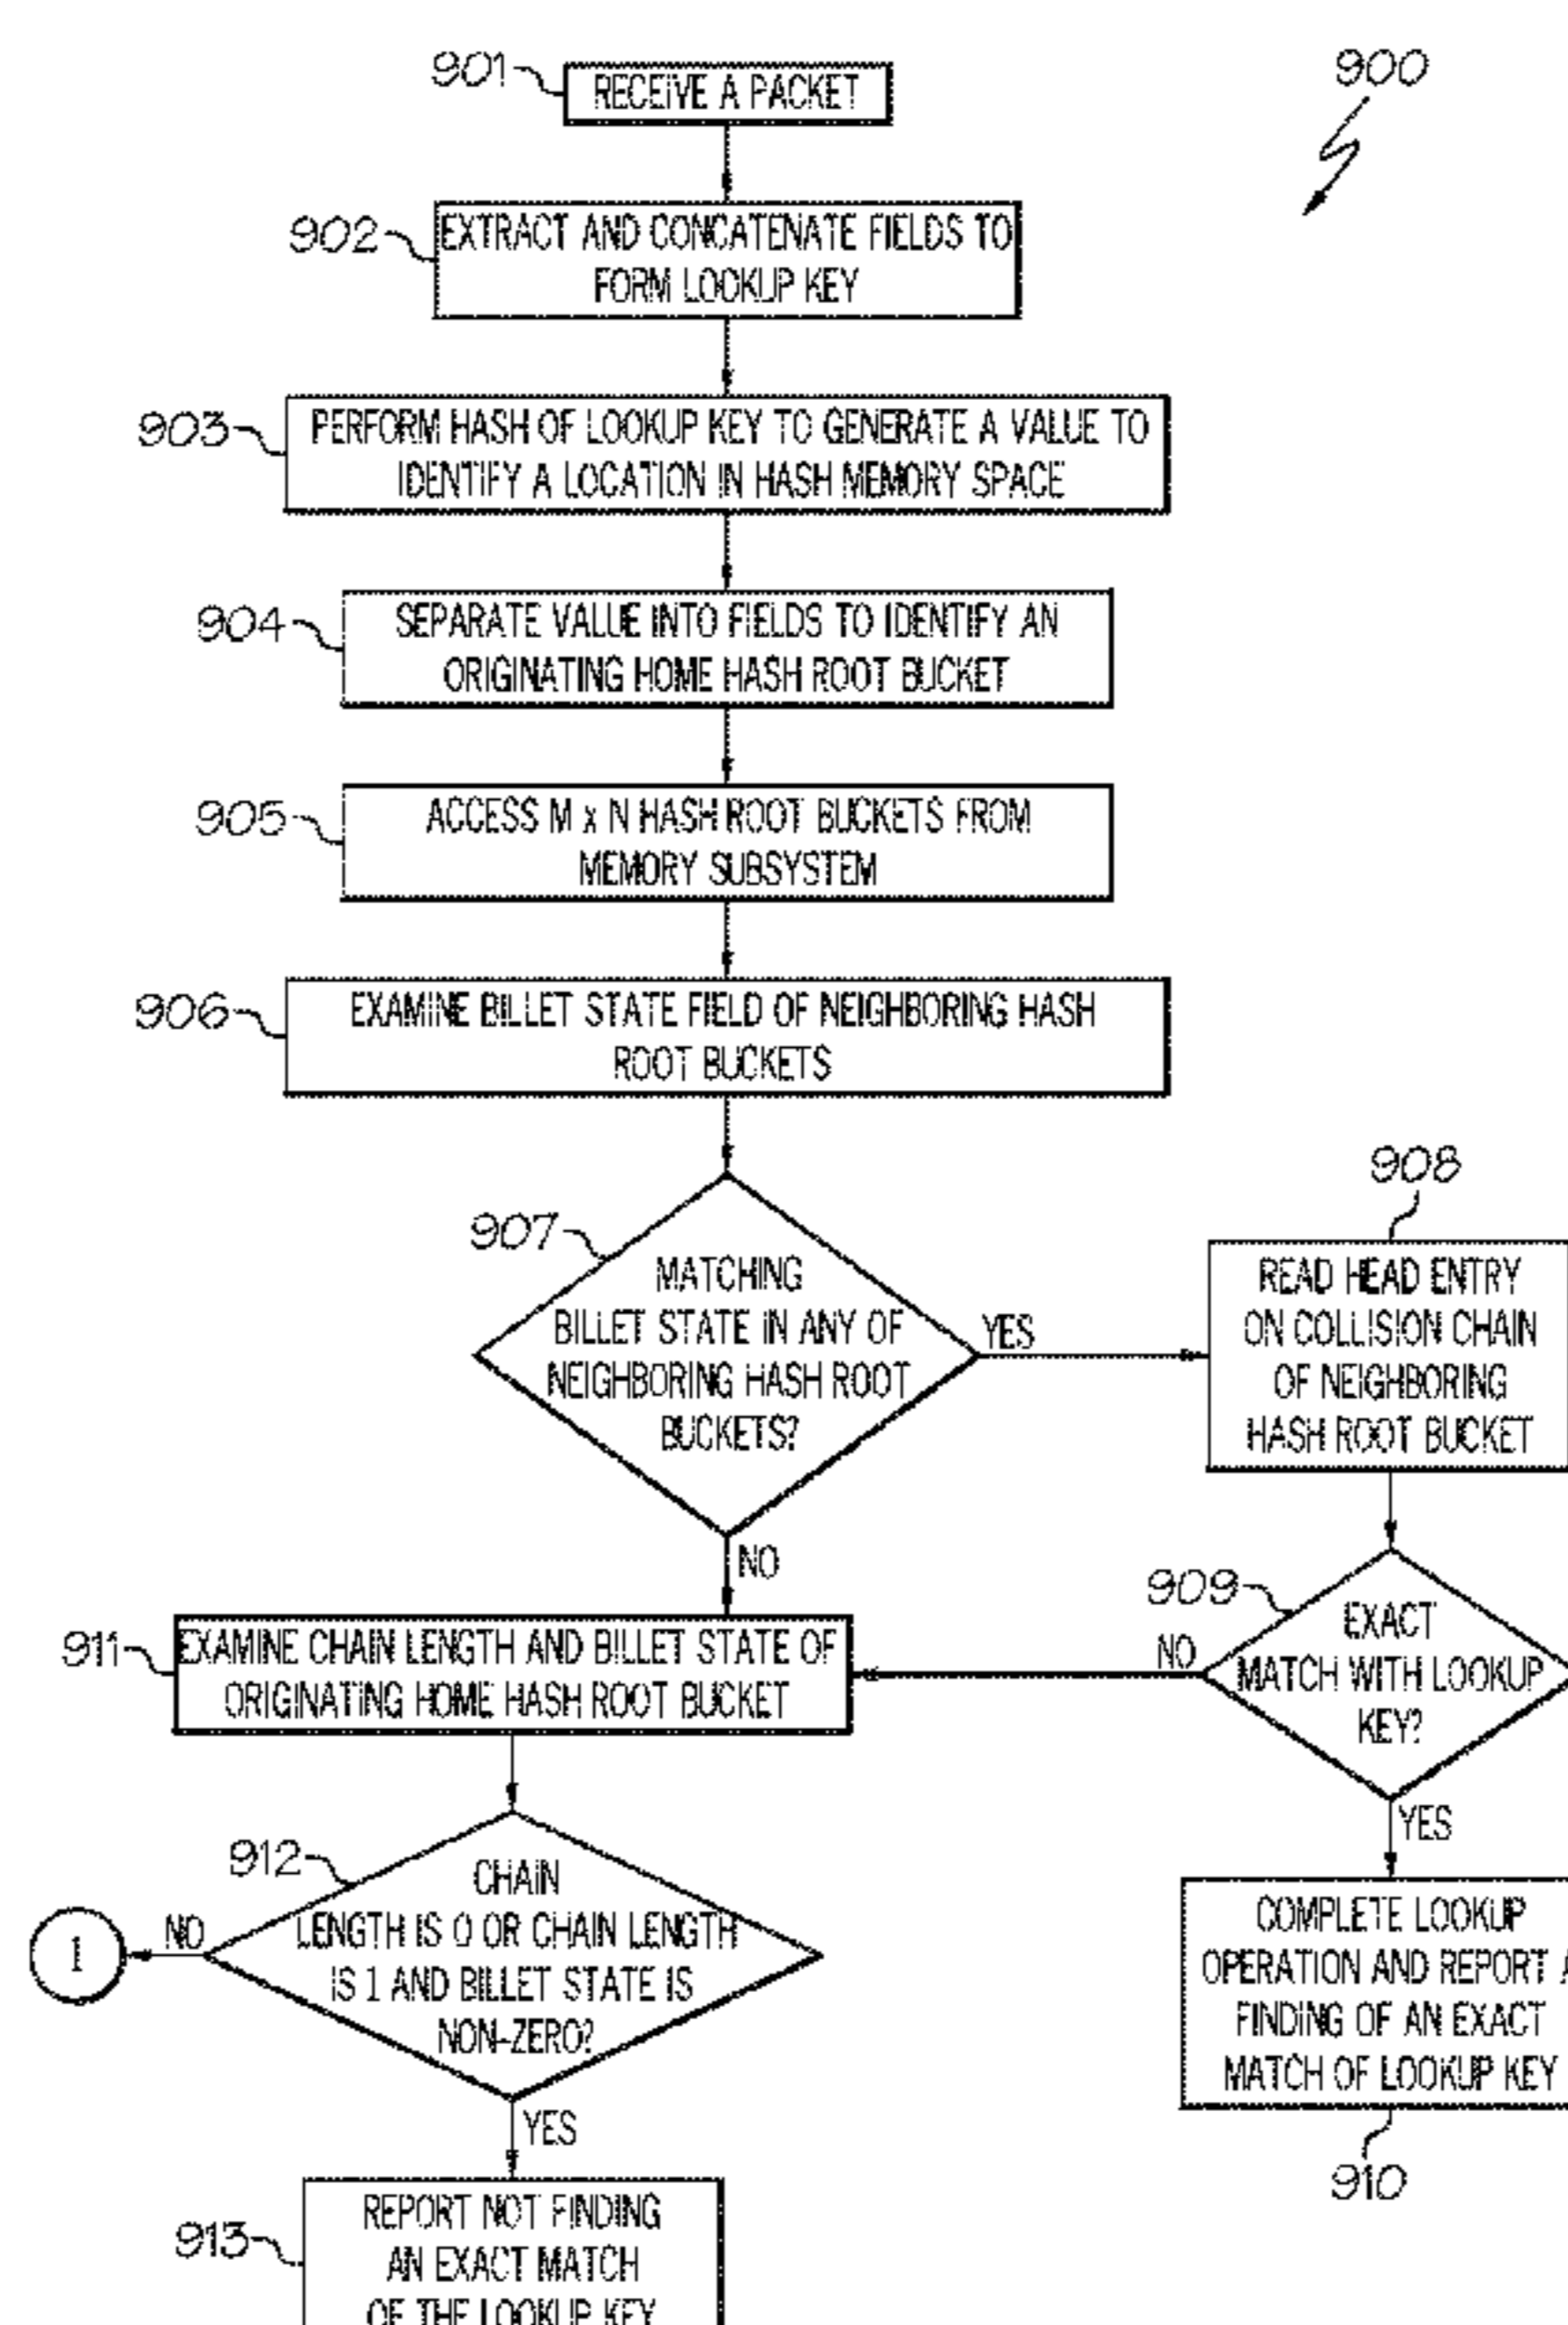 901
RECEIVE A PACKET
900
902
EXTRACT AND CONCATENATE FIELDS TO
FORM LOOKUP KEY
903
PERFORM HASH OF LOOKUP KEY TO GENERATE A VALUE TO
IDENTIFY A LOCATION IN HASH MEMORY SPACE
904
SEPARATE VALUE INTO FIELDS TO IDENTIFY AN
ORIGINATING HOME HASH ROOT BUCKET
905
ACCESS M x N HASH ROOT BUCKETS FROM
MEMORY SUBSYSTEM
906
EXAMINE BILLET STATE FIELD OF NEIGHBORING HASH
ROOT BUCKETS
907
MATCHING
BILLET STATE IN ANY OF
NEIGHBORING HASH ROOT
BUCKETS?
YES
NO
908
READ HEAD ENTRY
ON COLLISION CHAIN
OF NEIGHBORING
HASH ROOT BUCKET
909
EXACT
MATCH WITH LOOKUP
KEY?
NO
YES
911
EXAMINE CHAIN LENGTH AND BILLET STATE OF
ORIGINATING HOME HASH ROOT BUCKET
912
CHAIN
LENGTH IS 0 OR CHAIN LENGTH
IS 1 AND BILLET STATE IS
NON-ZERO?
NO
1
YES
COMPLETE LOOKUP
OPERATION AND REPORT A
FINDING OF AN EXACT
MATCH OF LOOKUP KEY
910
913
REPORT NOT FINDING
AN EXACT MATCH
OF THE LOOKUP KEY